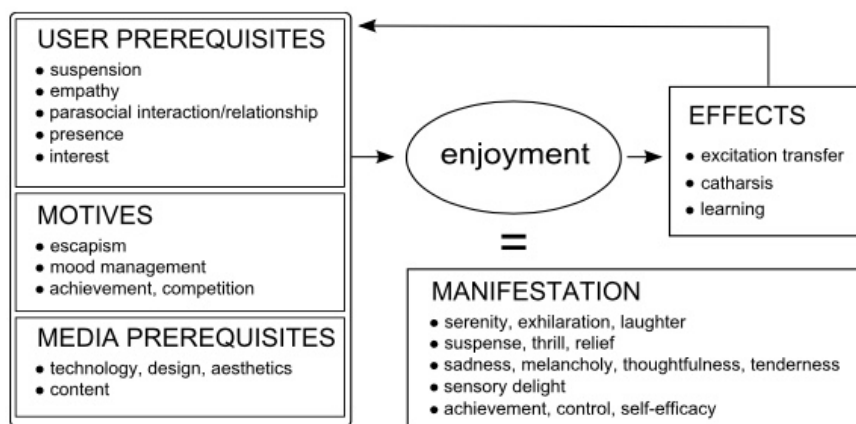 USER PREREQUISITES
● suspension
● empathy
● parasocial interaction/relationship
● presence
● interest
MOTIVES
● escapism
● mood management
● achievement, competition
MEDIA PREREQUISITES
● technology, design, aesthetics
● content
enjoyment
=
MANIFESTATION
● serenity, exhilaration, laughter
● suspense, thrill, relief
● sadness, melancholy, thoughtfulness, tenderness
● sensory delight
● achievement, control, self-efficacy
EFFECTS
● excitation transfer
● catharsis
● learning